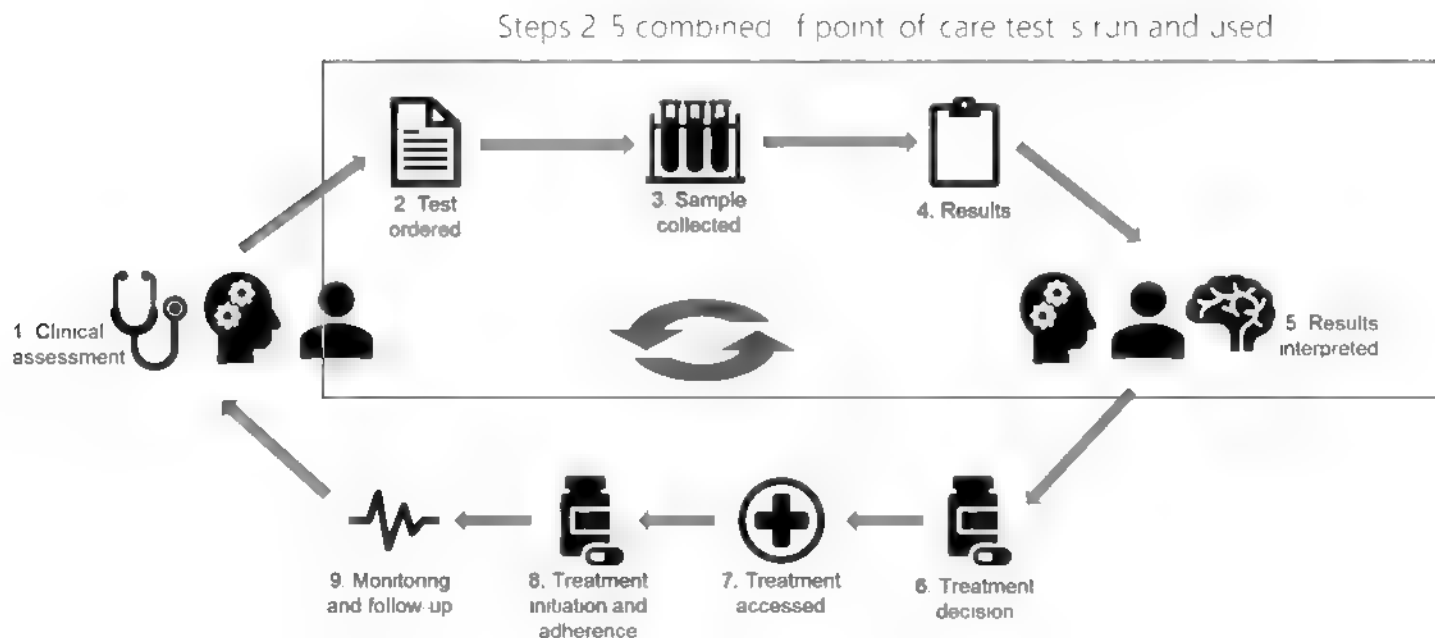 Steps 2 5 combined if point of care test is run and used
2 Test
ordered
3. Sample
collected
4. Results
1 Clinical
assessment
5 Results
interpreted
9. Monitoring
and follow-up
8. Treatment
initiation and
adherence
7. Treatment
accessed
6. Treatment
decision